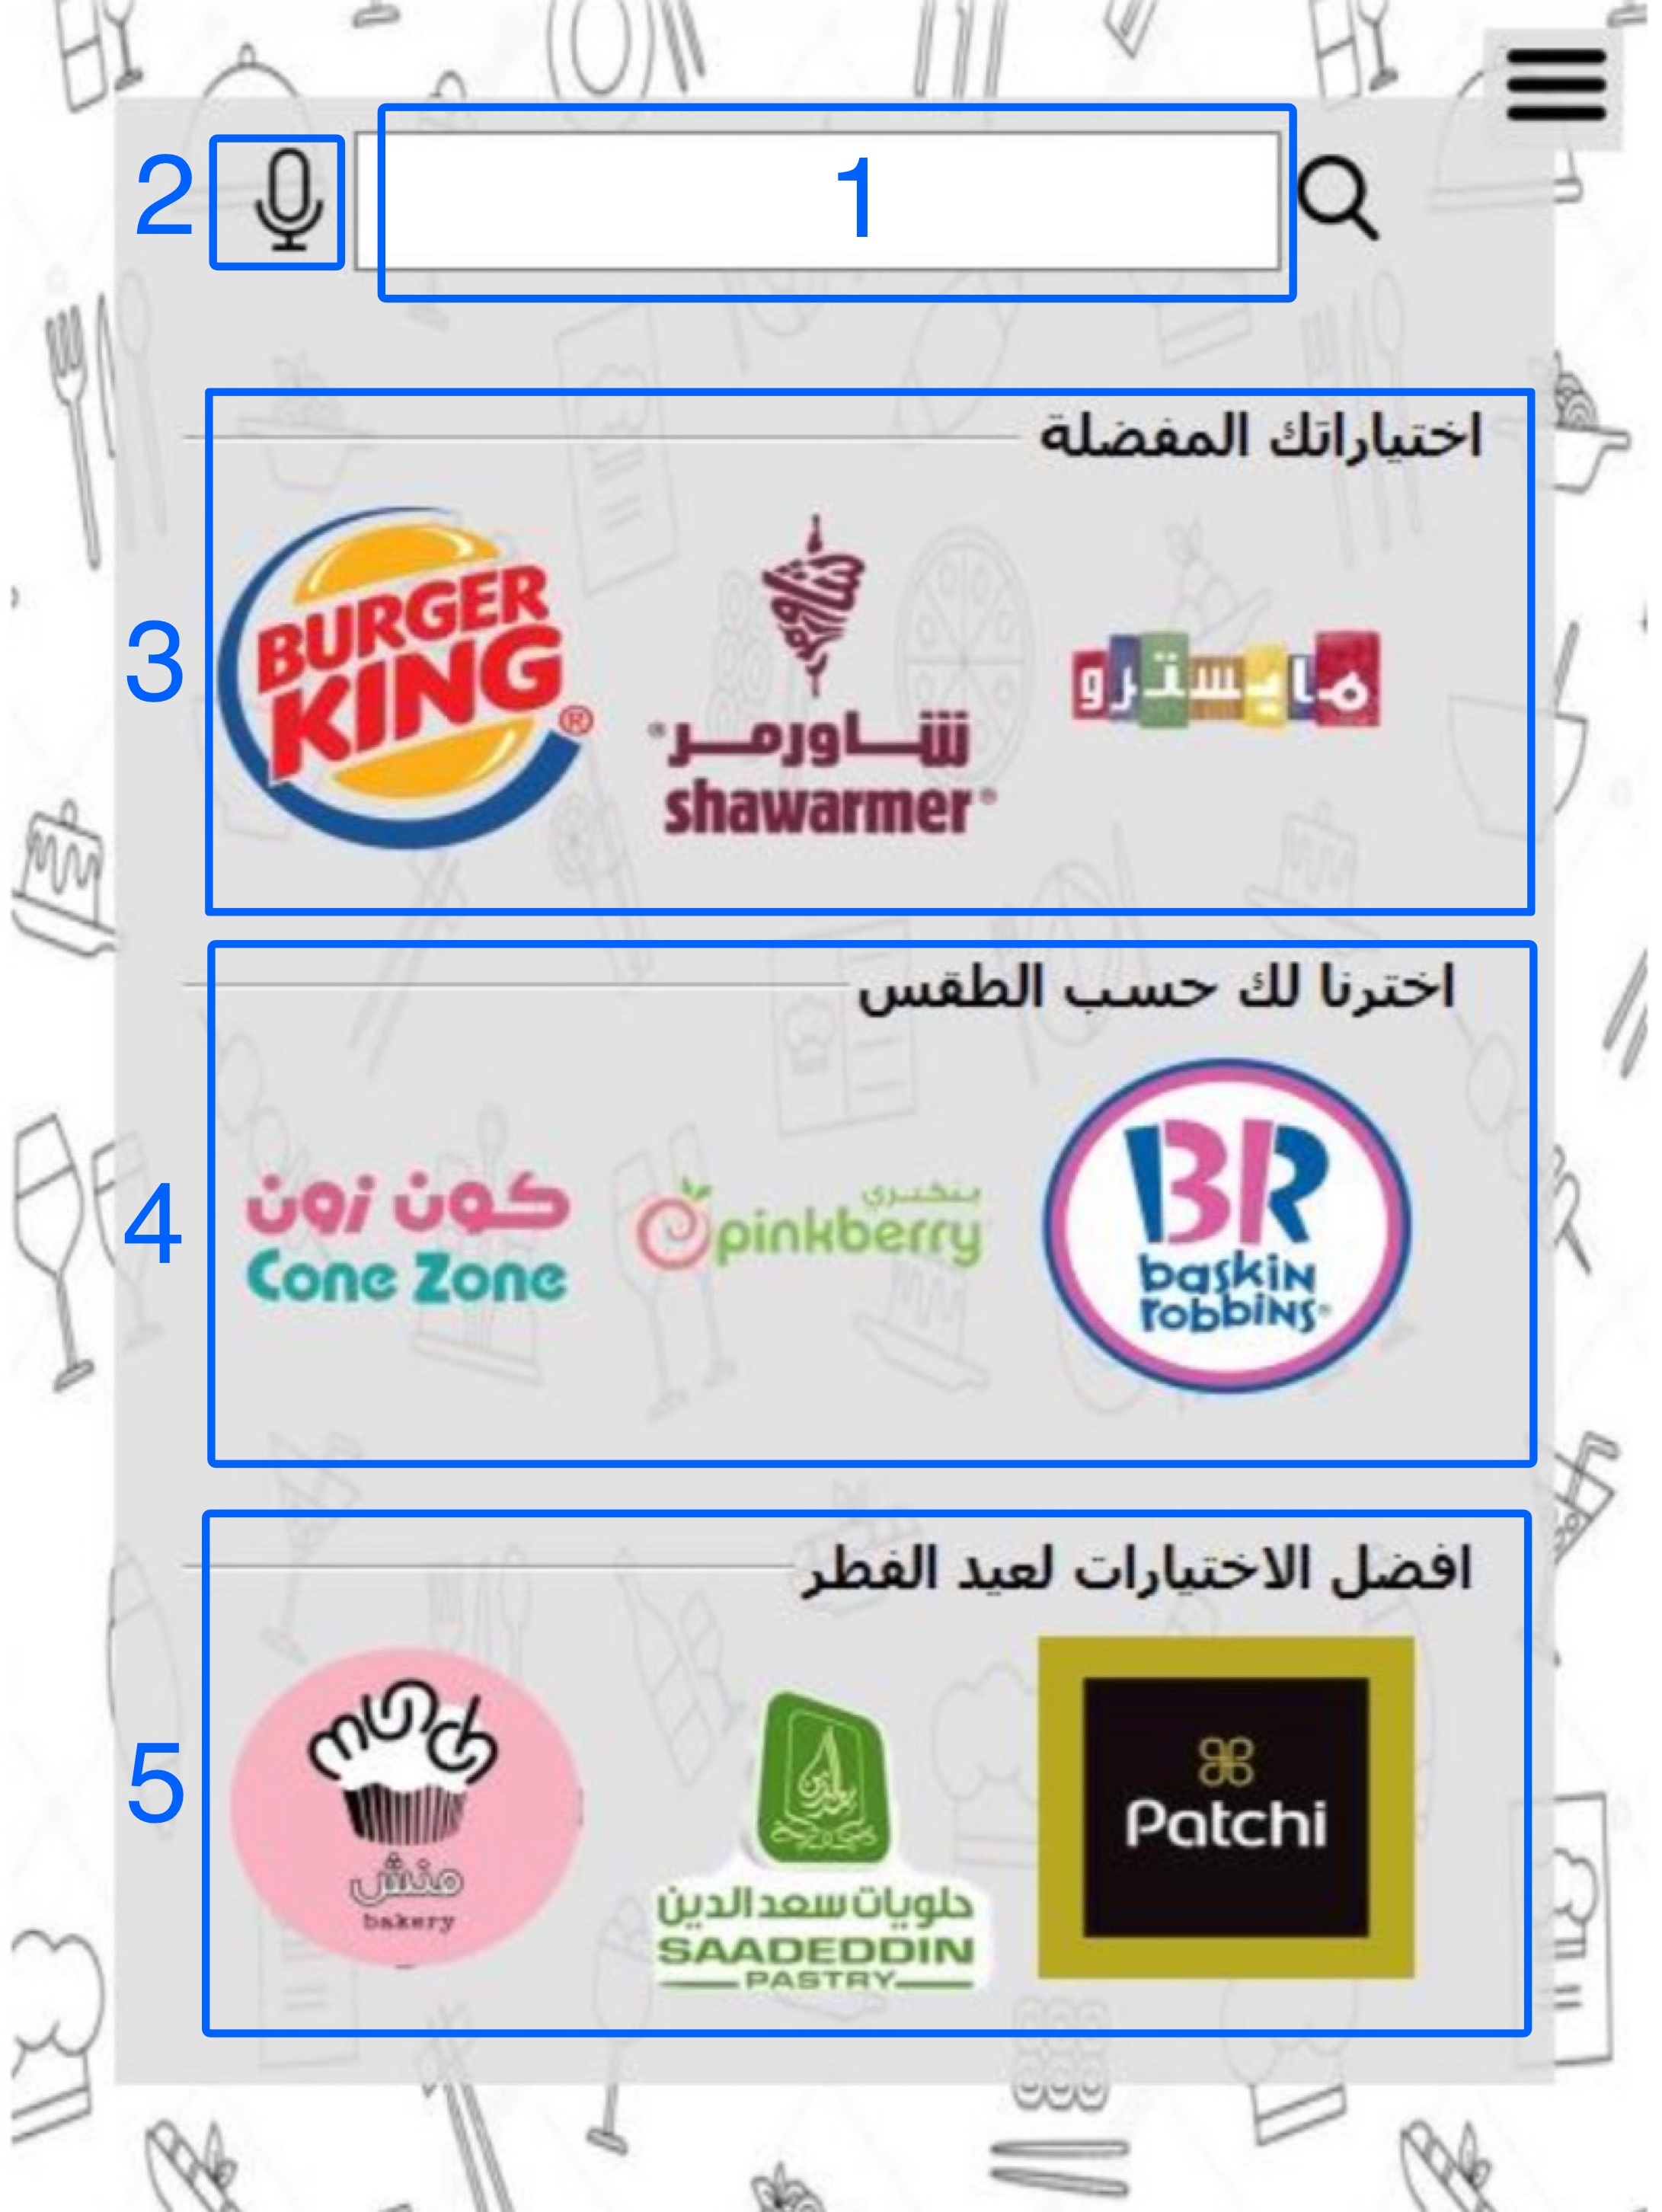 2
1
اختياراتك المفضلة
3
BURGER
KING®
شاورمر®
shawarmer®
مايسترو
اخترنا لك حسب الطقس
4
كون زون
Cone Zone
بينكبري
pinkberry
BR
baskin
robbins®
افضل الاختيارات لعيد الفطر
5
munch
منش
bakery
حلويات سعد الدين
SAADEDDIN
PASTRY
Patchi